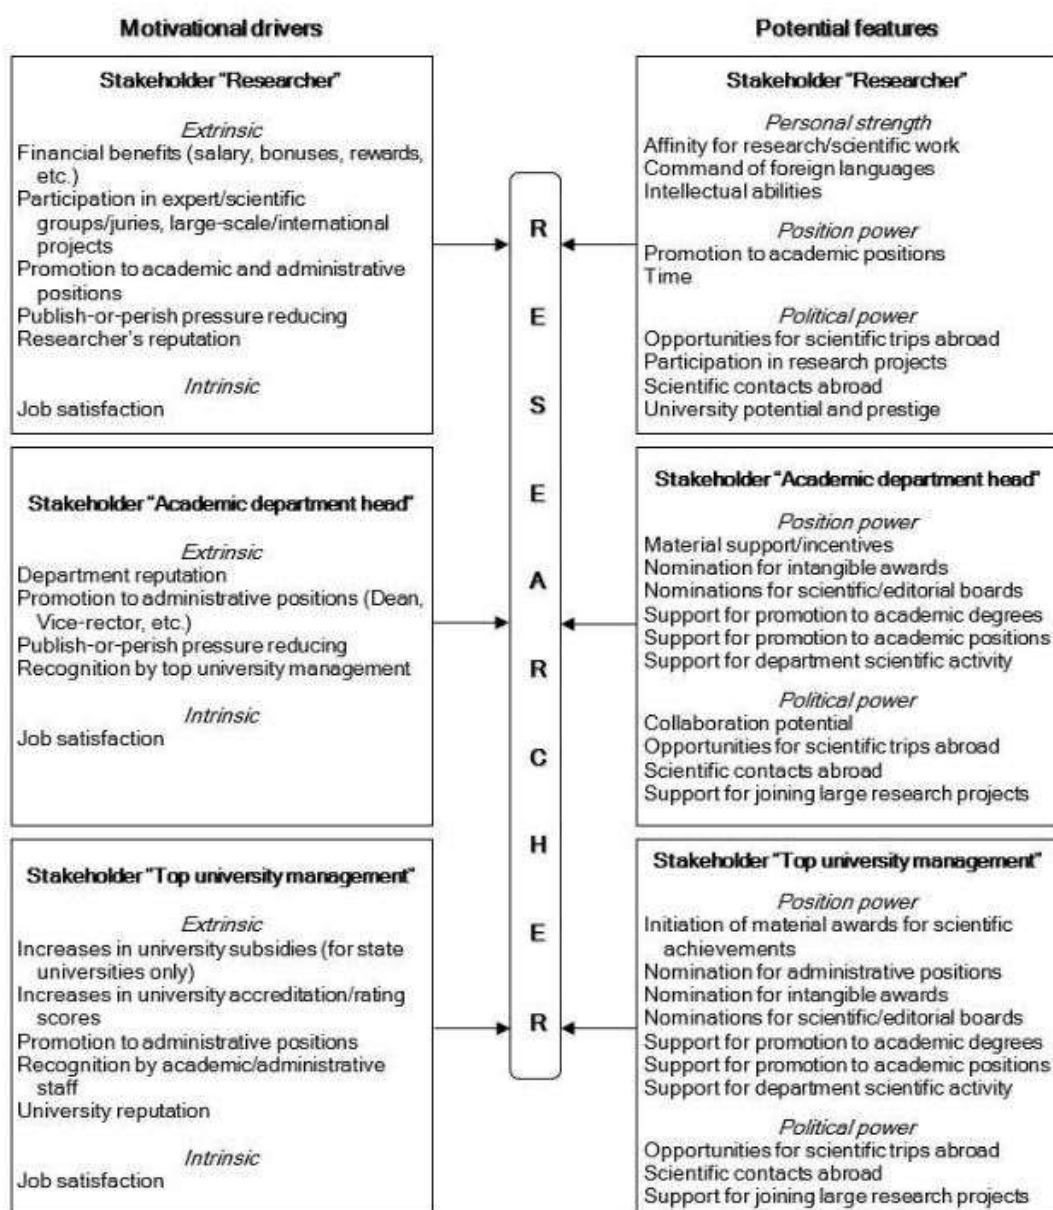 Motivational drivers
Stakeholder "Researcher"
Extrinsic
Financial benefits (salary, bonuses, rewards,
etc.)
Participation in expert/scientific
groups/juries, large-scale/international
projects
Promotion to academic and administrative
positions
Publish-or-perish pressure reducing
Researcher's reputation
Intrinsic
Job satisfaction
Stakeholder "Academic department head"
Extrinsic
Department reputation
Promotion to administrative positions (Dean,
Vice-rector, etc.)
Publish-or-perish pressure reducing
Recognition by top university management
Intrinsic
Job satisfaction
Stakeholder "Top university management"
Extrinsic
Increases in university subsidies (for state
universities only)
Increases in university accreditation/rating
scores
Promotion to administrative positions
Recognition by academic/administrative
staff
University reputation
Intrinsic
Job satisfaction
R
E
S
E
A
R
C
H
E
R
Potential features
Stakeholder "Researcher"
Personal strength
Affinity for research/scientific work
Command of foreign languages
Intellectual abilities
Position power
Promotion to academic positions
Time
Political power
Opportunities for scientific trips abroad
Participation in research projects
Scientific contacts abroad
University potential and prestige
Stakeholder "Academic department head"
Position power
Material support/incentives
Nomination for intangible awards
Nominations for scientific/editorial boards
Support for promotion to academic degrees
Support for promotion to academic positions
Support for department scientific activity
Political power
Collaboration potential
Opportunities for scientific trips abroad
Scientific contacts abroad
Support for joining large research projects
Stakeholder "Top university management"
Position power
Initiation of material awards for scientific
achievements
Nomination for administrative positions
Nomination for intangible awards
Nominations for scientific/editorial boards
Support for promotion to academic degrees
Support for promotion to academic positions
Support for department scientific activity
Political power
Opportunities for scientific trips abroad
Scientific contacts abroad
Support for joining large research projects